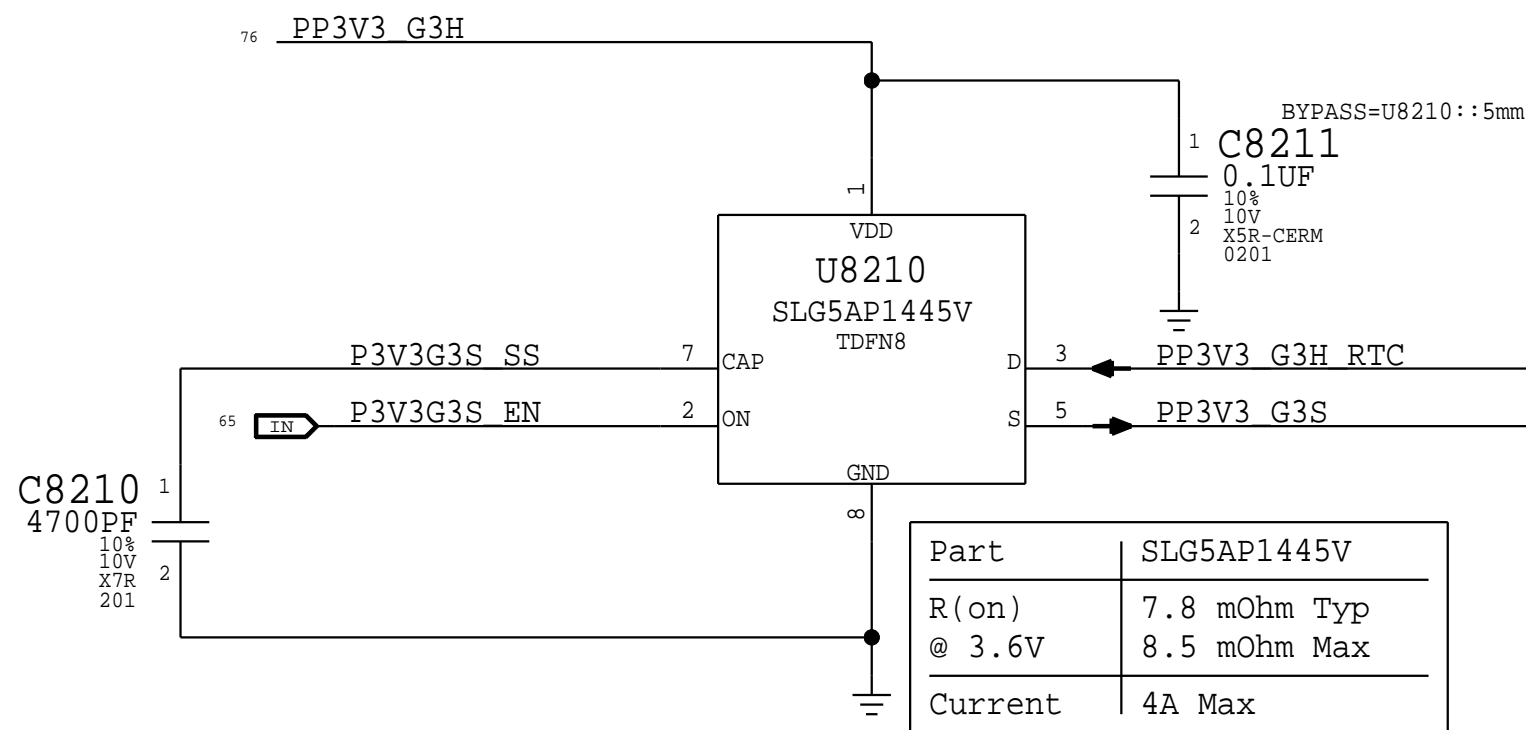 76 PP3V3_G3H
BYPASS=U8210::5mm
1 C8211
0.1UF
10%
10V
2 X5R-CERM
0201
1
VDD
U8210
SLG5AP1445V
TDFN8
P3V3G3S_SS 7 CAP
D 3 PP3V3_G3H_RTC
65 IN P3V3G3S_EN 2 ON
S 5 PP3V3_G3S
GND
8
C8210 1
4700PF
10%
10V
X7R 2
201
Part SLG5AP1445V
R(on) 7.8 mOhm Typ
@ 3.6V 8.5 mOhm Max
Current 4A Max